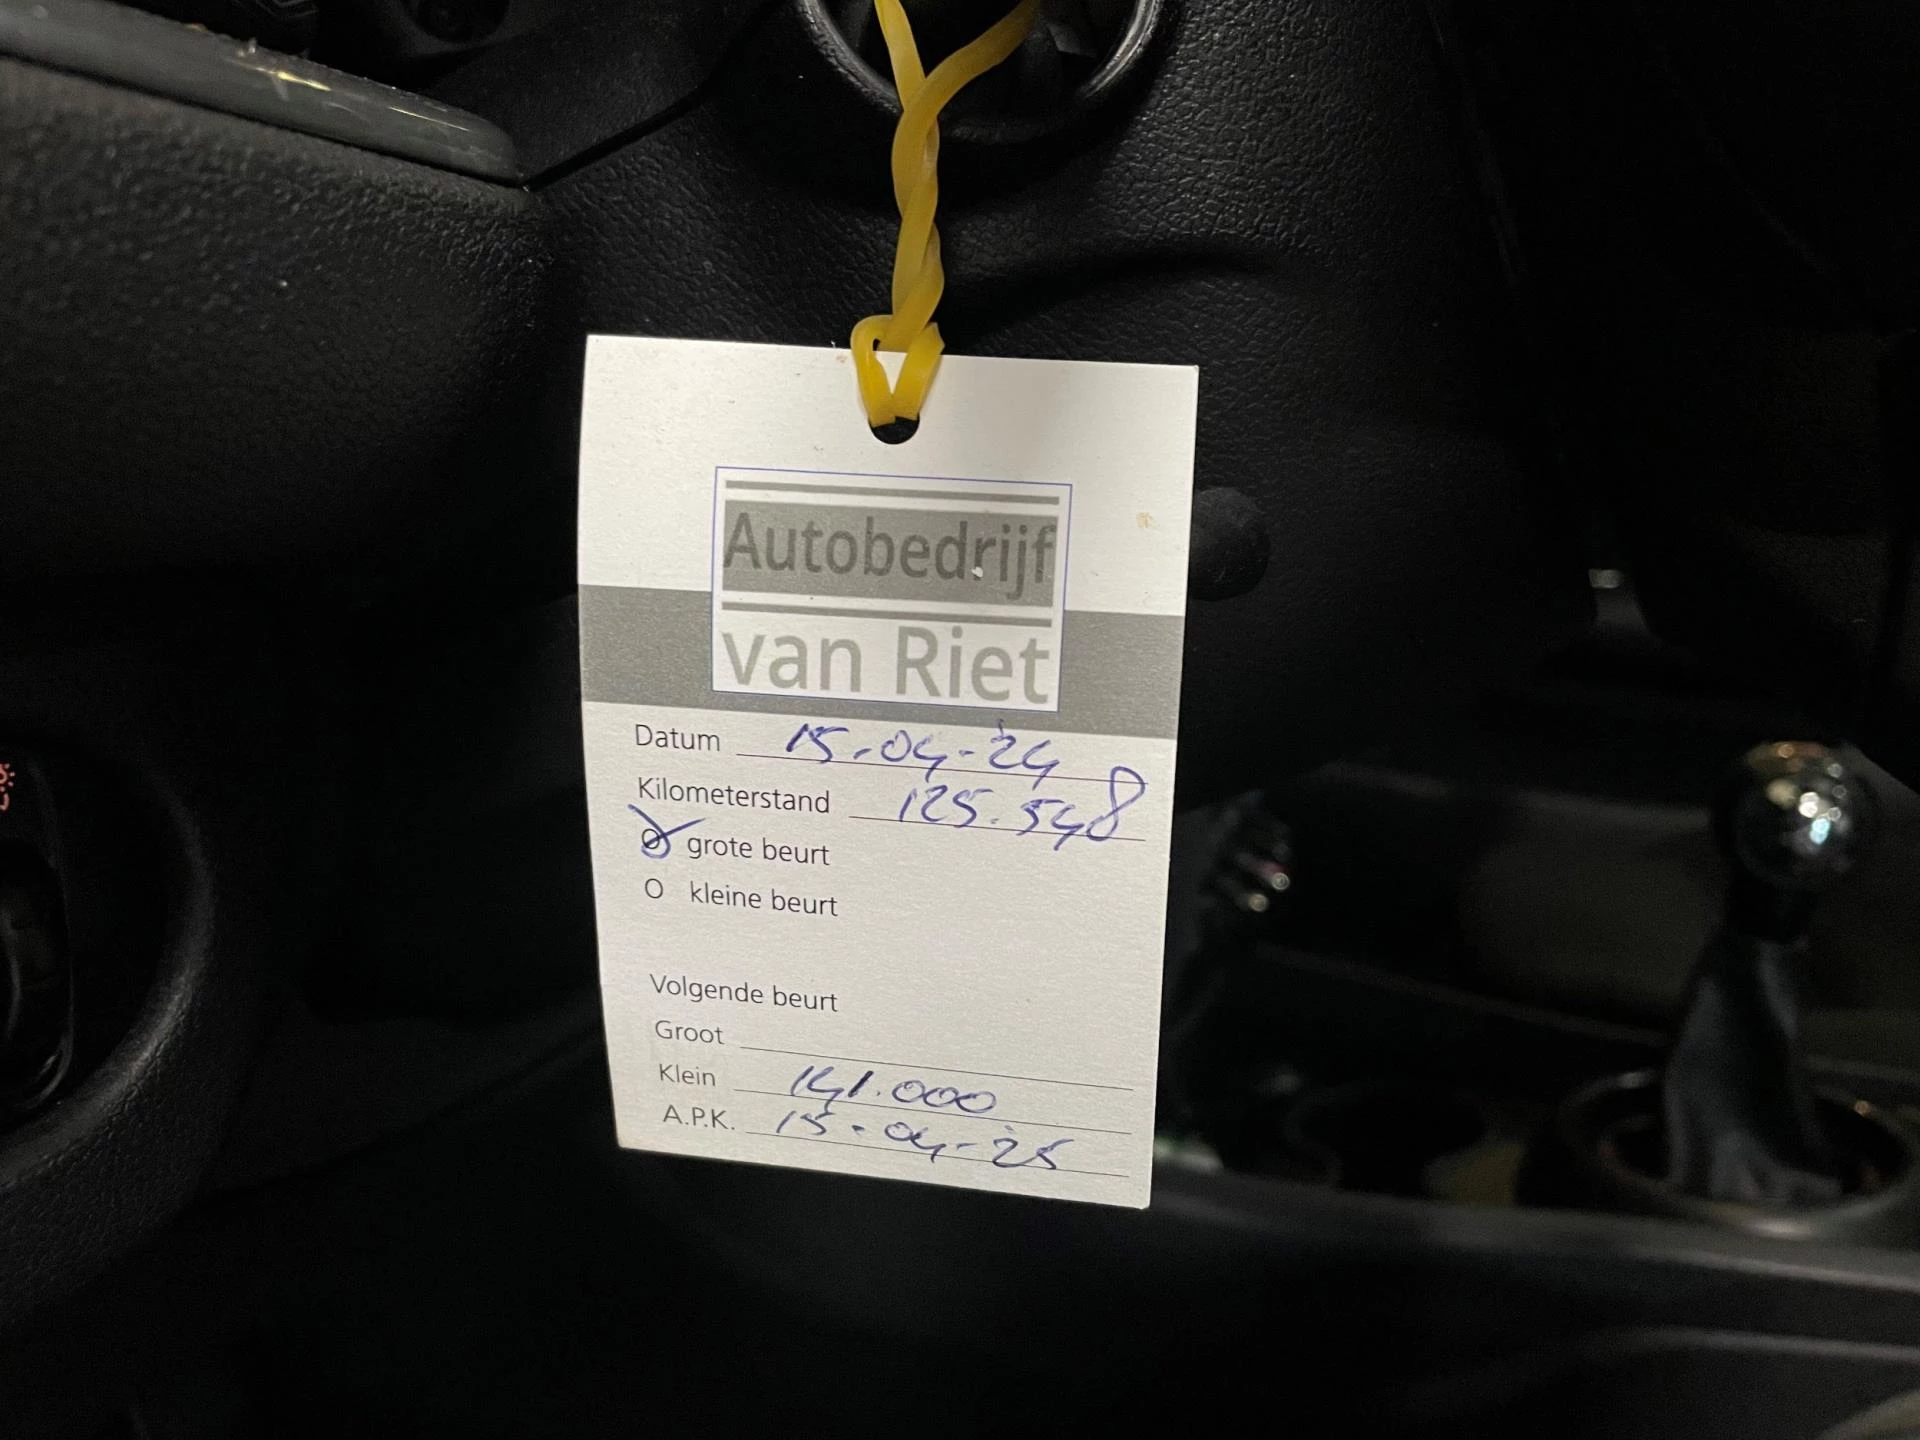 Autobedrijf
van Riet
Datum 15-04-24
Kilometerstand 125.548
grote beurt
O kleine beurt
Volgende beurt
Groot
Klein 141.000
A.P.K. 15-04-25